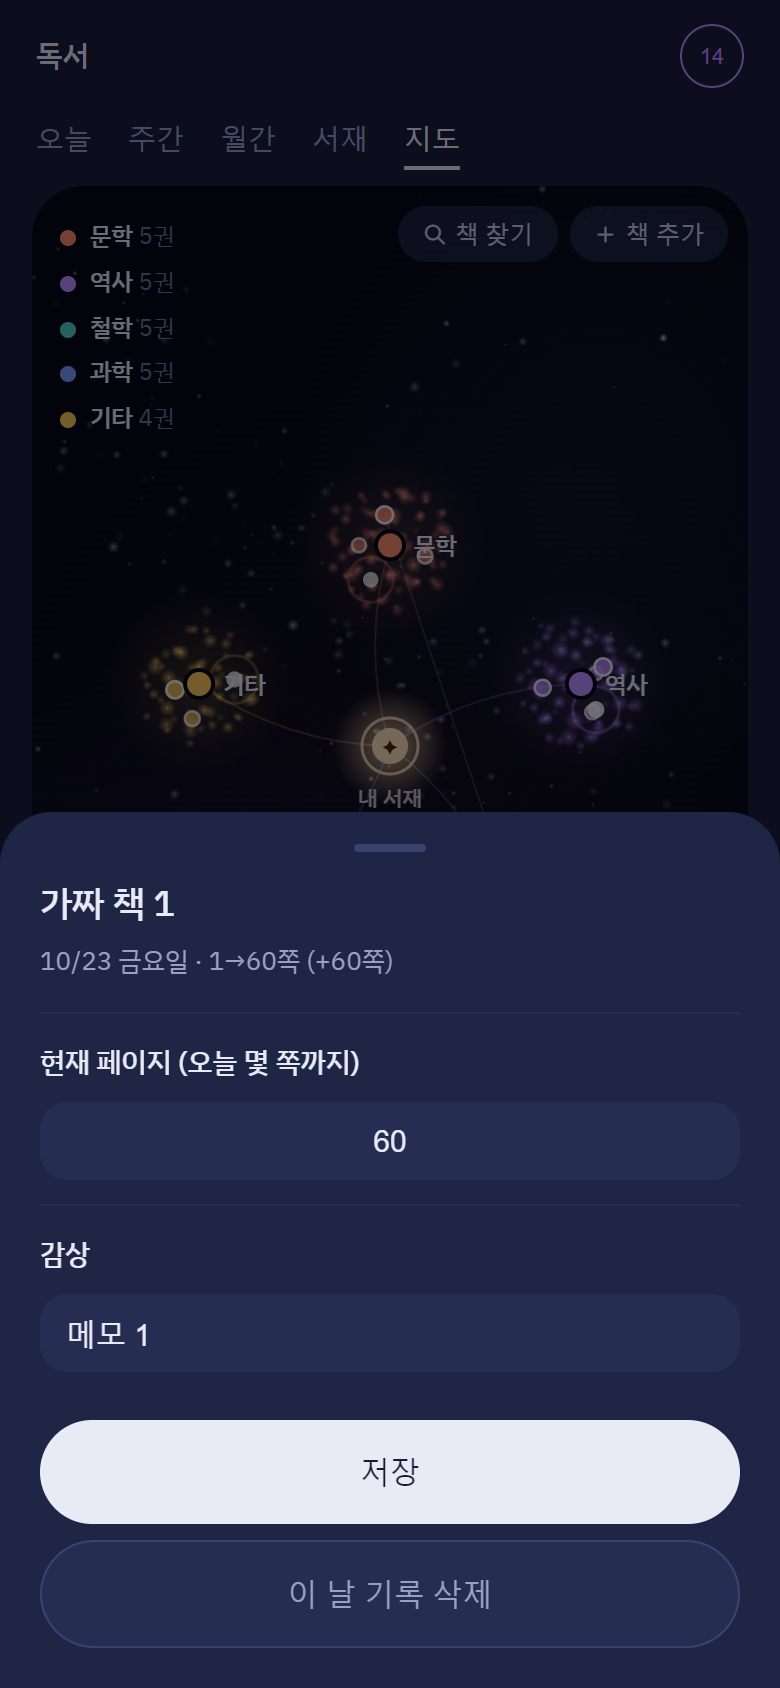 독서
14
오늘 주간 월간 서재 지도
문학 5권
책 찾기
책 추가
역사 5권
철학 5권
과학 5권
기타 4권
문학
기타
역사
내 서재
가짜 책 1
10/23 금요일 · 1→60쪽 (+60쪽)
현재 페이지 (오늘 몇 쪽까지)
60
감상
메모 1
저장
이 날 기록 삭제